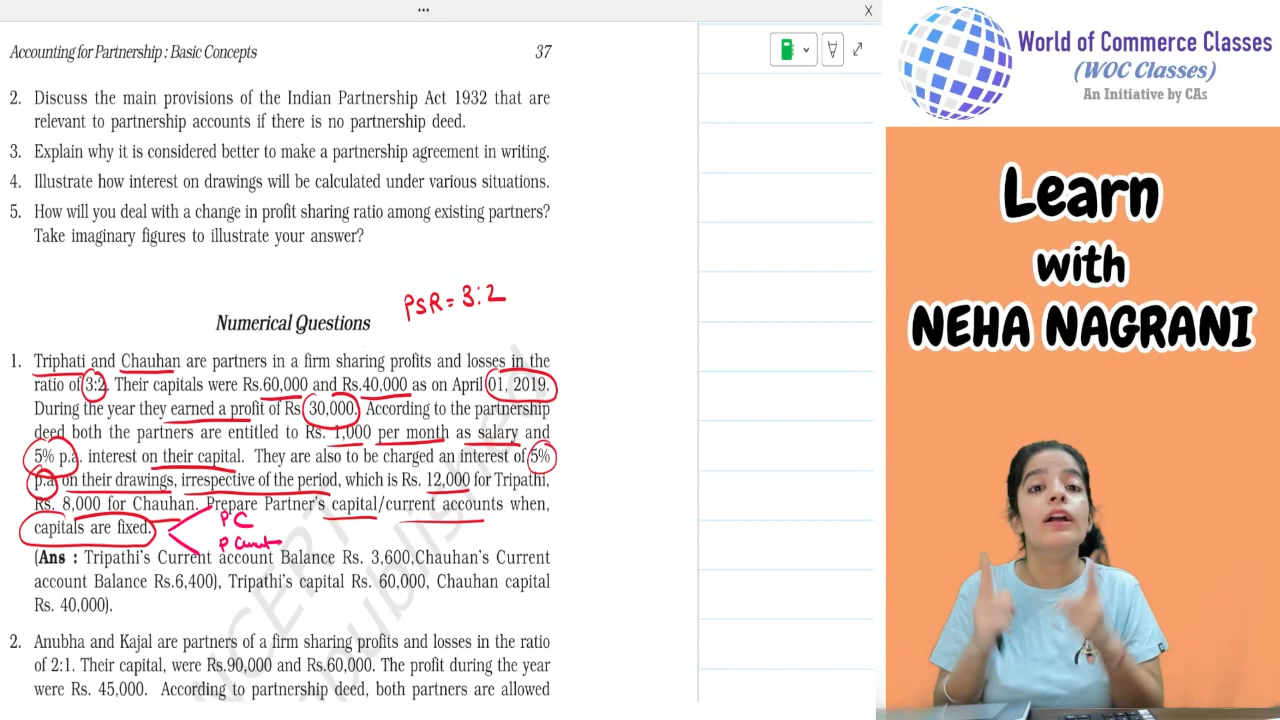 ...
X
Accounting for Partnership : Basic Concepts 37
2. Discuss the main provisions of the Indian Partnership Act 1932 that are
relevant to partnership accounts if there is no partnership deed.
3. Explain why it is considered better to make a partnership agreement in writing.
4. Illustrate how interest on drawings will be calculated under various situations.
5. How will you deal with a change in profit sharing ratio among existing partners?
Take imaginary figures to illustrate your answer?
PSR = 3:2
Numerical Questions
1. Triphati and Chauhan are partners in a firm sharing profits and losses in the
ratio of 3:2. Their capitals were Rs.60,000 and Rs.40,000 as on April 01, 2019.
During the year they earned a profit of Rs 30,000. According to the partnership
deed both the partners are entitled to Rs. 1,000 per month as salary and
5% p.a. interest on their capital. They are also to be charged an interest of 5%
p.a. on their drawings, irrespective of the period, which is Rs. 12,000 for Tripathi,
Rs. 8,000 for Chauhan. Prepare Partner's capital/current accounts when,
capitals are fixed.
PC
P Current
(Ans : Tripathi's Current account Balance Rs. 3,600,Chauhan's Current
account Balance Rs.6,400), Tripathi's capital Rs. 60,000, Chauhan capital
Rs. 40,000).
2. Anubha and Kajal are partners of a firm sharing profits and losses in the ratio
of 2:1. Their capital, were Rs.90,000 and Rs.60,000. The profit during the year
were Rs. 45,000. According to partnership deed, both partners are allowed
NCERT
published
World of Commerce Classes
(WOC Classes)
An Initiative by CAs
Learn
with
NEHA NAGRANI